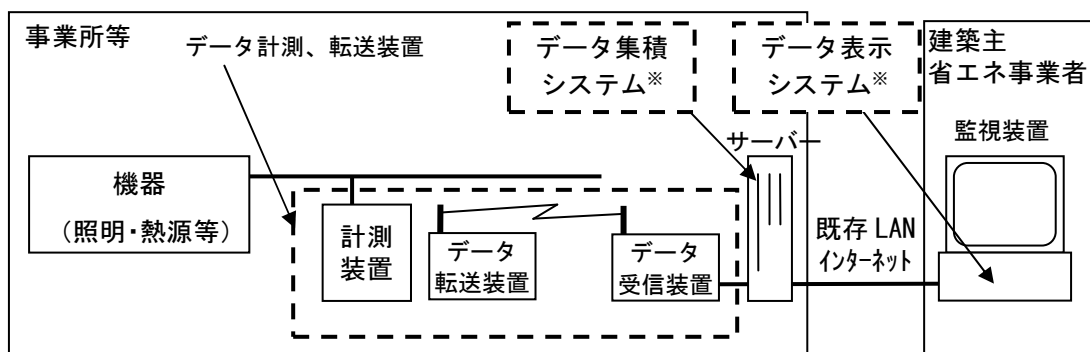 事業所等
データ計測、転送装置
データ集積
システム※
データ表示
システム※
建築主
省エネ事業者
サーバー
監視装置
機器
（照明・熱源等）
計測
装置
データ
転送装置
データ
受信装置
既存 LAN
ｲﾝﾀｰﾈｯﾄ